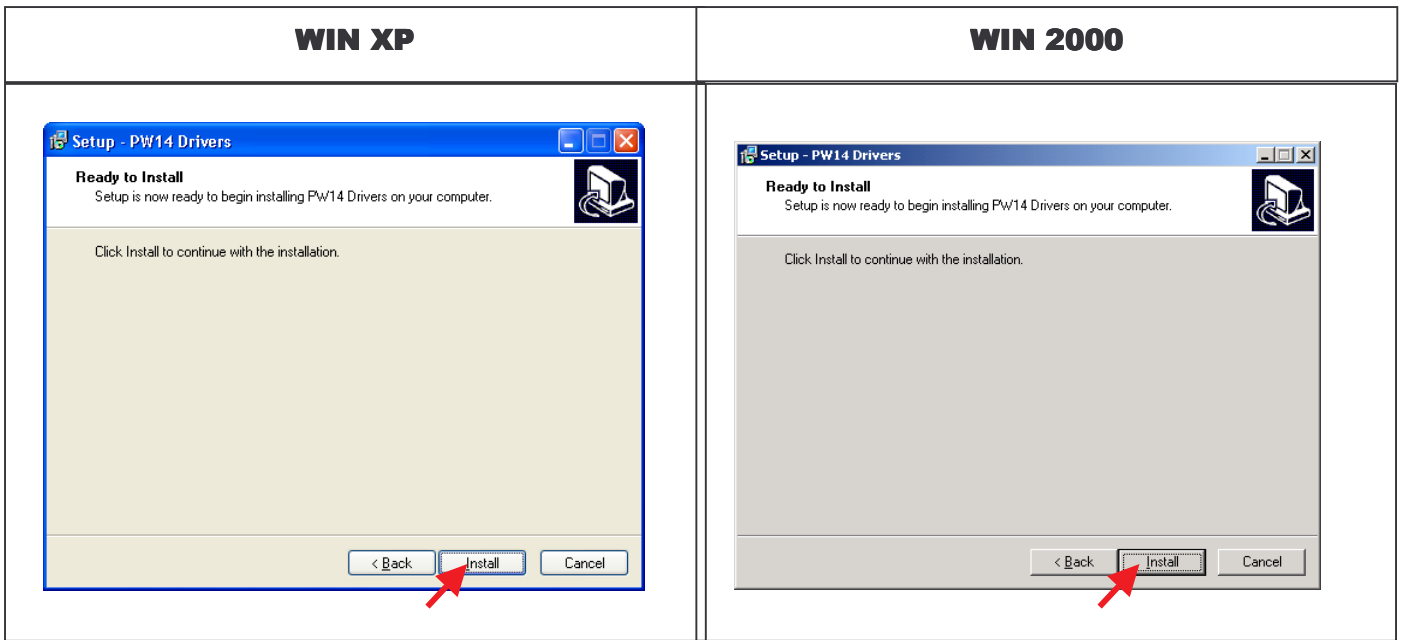 WIN XP
WIN 2000
Setup - PW14 Drivers
Ready to Install
Setup is now ready to begin installing PW14 Drivers on your computer.
Click Install to continue with the installation.
< Back
Install
Cancel
Setup - PW14 Drivers
Ready to Install
Setup is now ready to begin installing PW14 Drivers on your computer.
Click Install to continue with the installation.
< Back
Install
Cancel